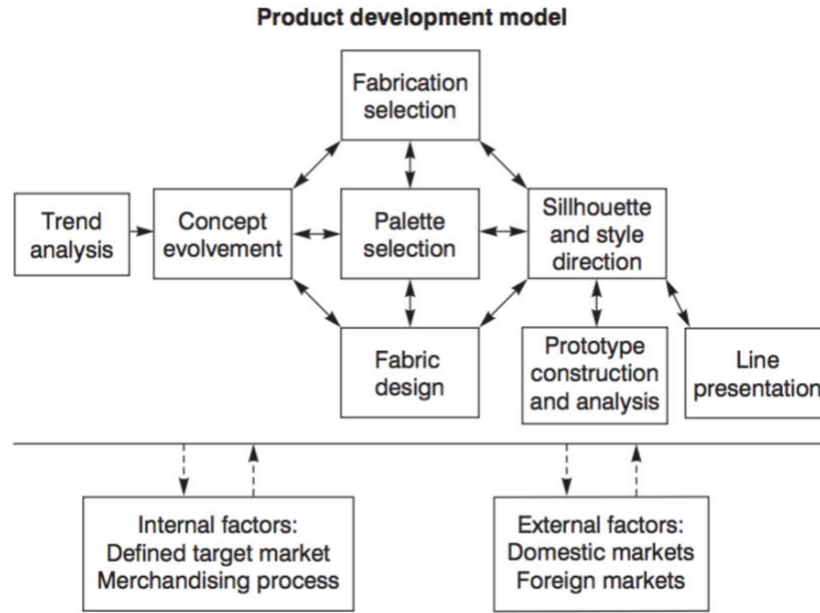 Product development model
Fabrication
selection
Trend
analysis
Concept
evolvement
Palette
selection
Sillhouette
and style
direction
Fabric
design
Prototype
construction
and analysis
Line
presentation
Internal factors:
Defined target market
Merchandising process
External factors:
Domestic markets
Foreign markets